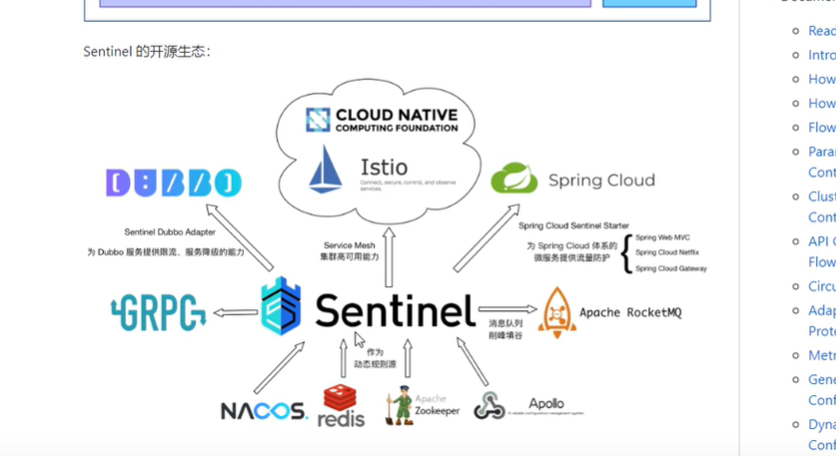 Sentinel 的开源生态：
CLOUD NATIVE
COMPUTING FOUNDATION
Istio
Connect, secure, control, and observe
services.
DUBBO
Spring Cloud
Sentinel Dubbo Adapter
为 Dubbo 服务提供限流、服务降级的能力
Service Mesh
集群高可用能力
Spring Cloud Sentinel Starter
为 Spring Cloud 体系的
微服务提供流量防护
Spring Web MVC
Spring Cloud Netflix
Spring Cloud Gateway
GRPC
Sentinel
消息队列
削峰填谷
Apache RocketMQ
作为
动态规则源
NACOS.
redis
Apache
Zookeeper
Apollo
A reliable configuration management system
Read
Intro
How
How
Flow
Para
Cont
Clust
Cont
API
Flow
Circu
Adap
Prote
Metr
Gene
Conf
Dyna
Conf